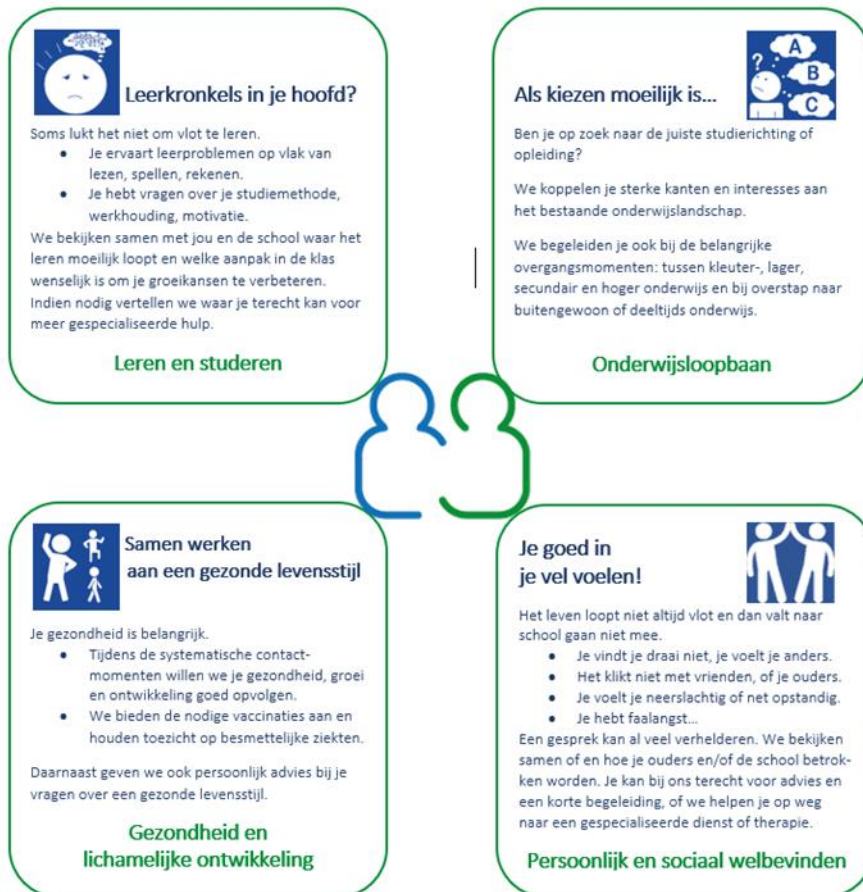 Leerkronkels in je hoofd?
Soms lukt het niet om vlot te leren.
• Je ervaart leerproblemen op vlak van
lezen, spellen, rekenen.
• Je hebt vragen over je studiemethode,
werkhouding, motivatie.
We bekijken samen met jou en de school waar het
leren moeilijk loopt en welke aanpak in de klas
wenselijk is om je groeikansen te verbeteren.
Indien nodig vertellen we waar je terecht kan voor
meer gespecialiseerde hulp.
Leren en studeren
A
?
B
C
Als kiezen moeilijk is...
Ben je op zoek naar de juiste studierichting of
opleiding?
We koppelen je sterke kanten en interesses aan
het bestaande onderwijslandschap.
We begeleiden je ook bij de belangrijke
overgangsmomenten: tussen kleuter-, lager,
secundair en hoger onderwijs en bij overstap naar
buitengewoon of deeltijds onderwijs.
Onderwijsloopbaan
Samen werken
aan een gezonde levensstijl
Je gezondheid is belangrijk.
• Tijdens de systematische contact-
momenten willen we je gezondheid, groei
en ontwikkeling goed opvolgen.
• We bieden de nodige vaccinaties aan en
houden toezicht op besmettelijke ziekten.
Daarnaast geven we ook persoonlijk advies bij je
vragen over een gezonde levensstijl.
Gezondheid en
lichamelijke ontwikkeling
Je goed in
je vel voelen!
Het leven loopt niet altijd vlot en dan valt naar
school gaan niet mee.
• Je vindt je draai niet, je voelt je anders.
• Het klikt niet met vrienden, of je ouders.
• Je voelt je neerslachtig of net opstandig.
• Je hebt faalangst...
Een gesprek kan al veel verhelderen. We bekijken
samen of en hoe je ouders en/of de school betrok-
ken worden. Je kan bij ons terecht voor advies en
een korte begeleiding, of we helpen je op weg
naar een gespecialiseerde dienst of therapie.
Persoonlijk en sociaal welbevinden